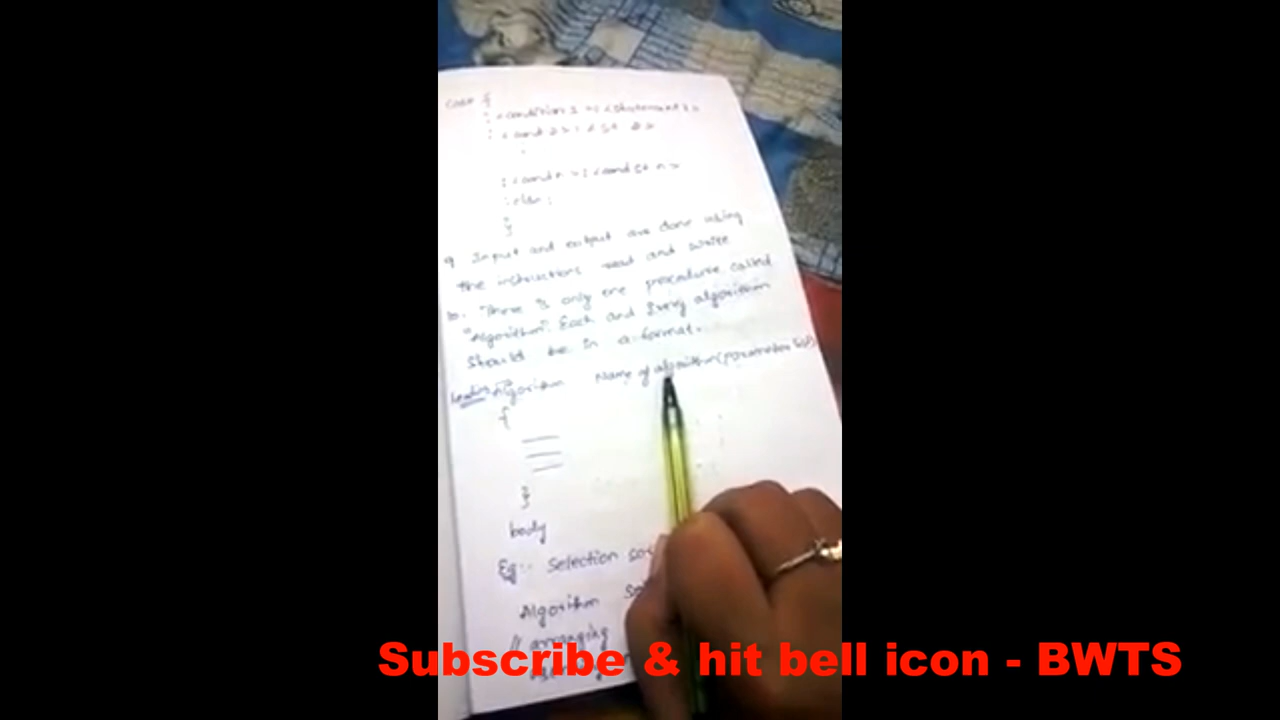 case {
: <condition 1 >: < statement 1 >
: < cond 2 > : < st 2 >
.
: < cond n > : < cond st n >
: else :
}
9. Input and output are done using
the instructions read and write
10. There is only one procedure called
"Algorithm". Each and Every algorithm
Should be in a format.
Algorithm Name of algorithm (parameter list)
{
}
body
Eg:- Selection
Algorithm
// arranging
Subscribe & hit bell icon - BWTS